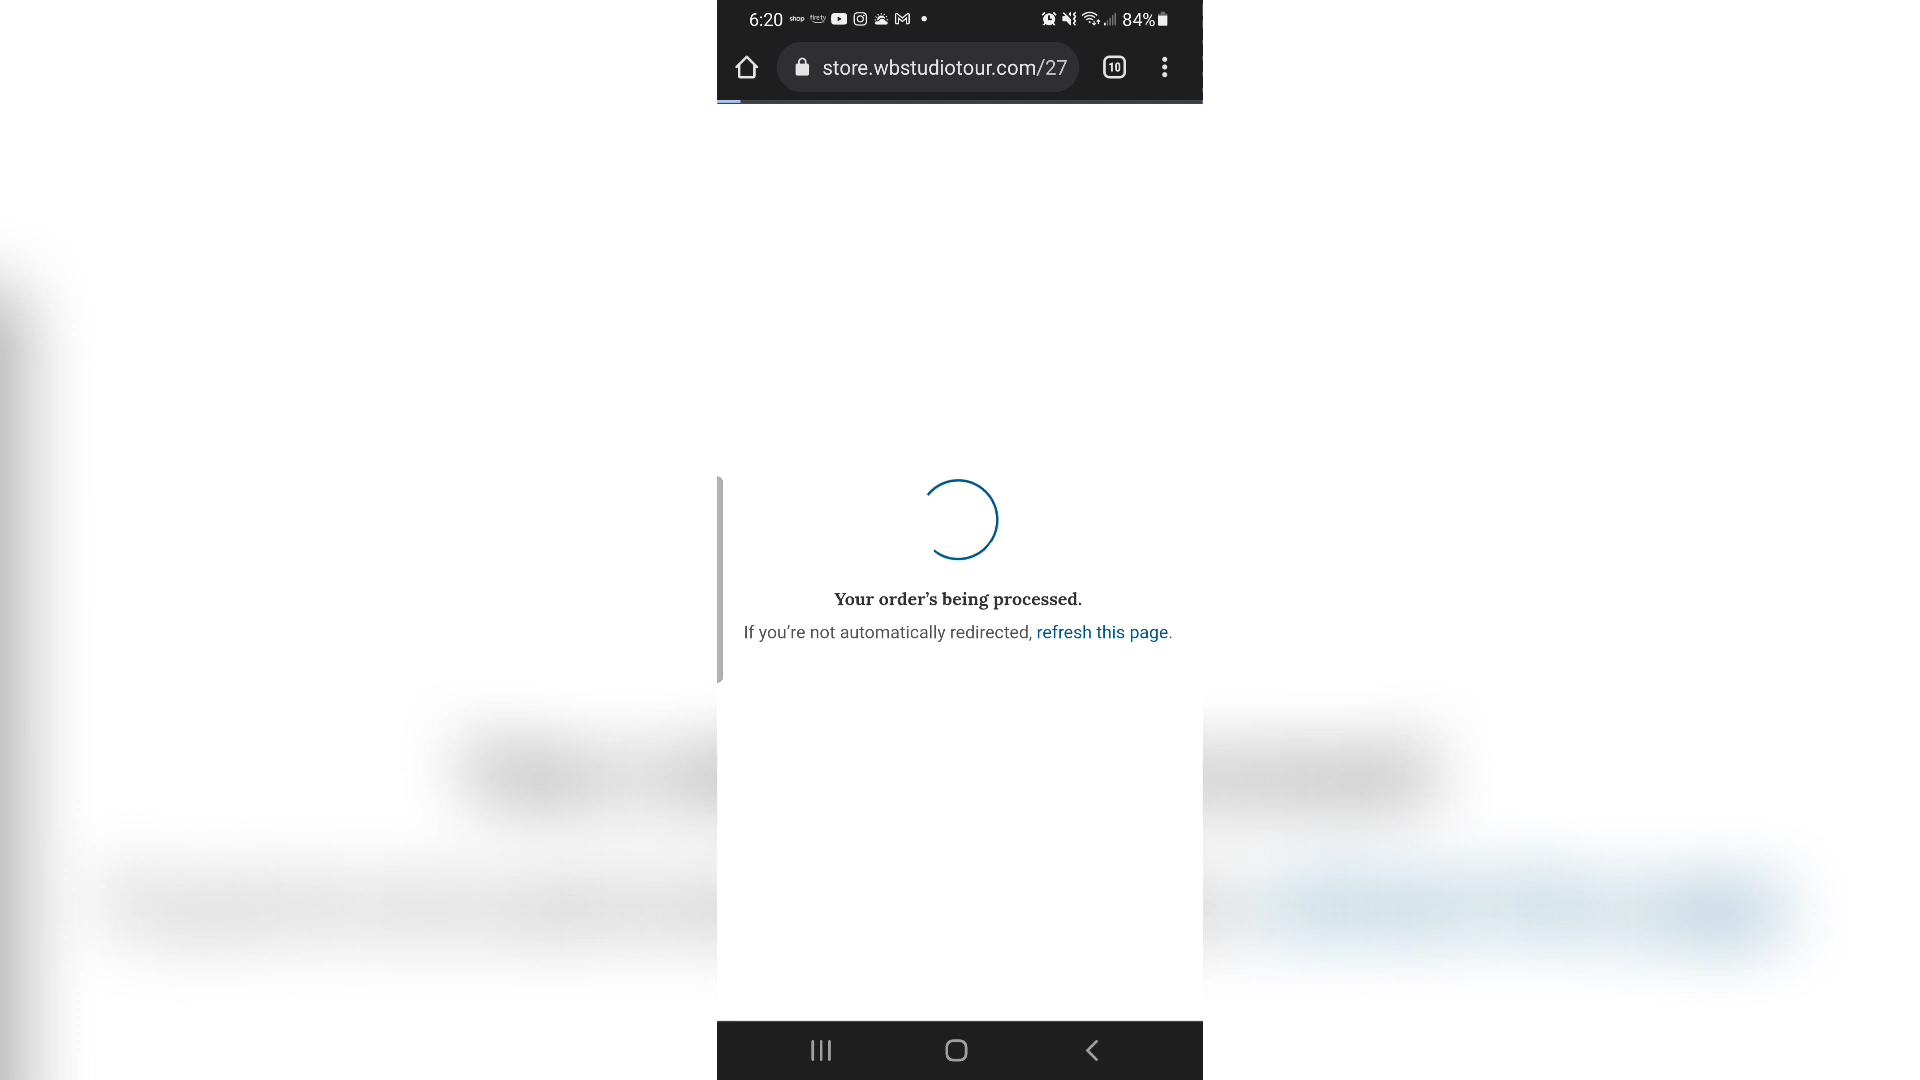 6:20 shop 84%
store.wbstudiotour.com/27
10
Your order’s being processed.
If you’re not automatically redirected, refresh this page.